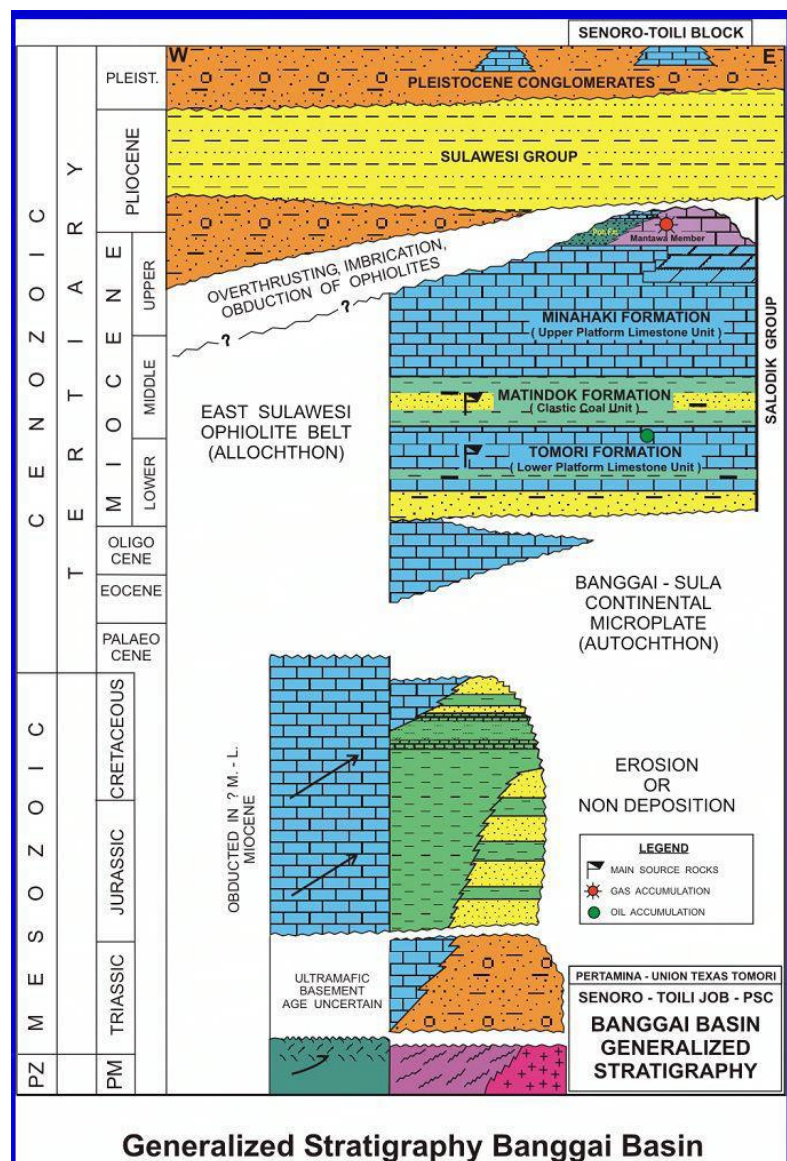 SENORO-TOILI BLOCK
W
E
PLEIST.
PLEISTOCENE CONGLOMERATES
SULAWESI GROUP
PLIOCENE
CENOZOIC
TERTIARY
MIOCENE
UPPER
MIDDLE
LOWER
OVERTHRUSTING, IMBRICATION,
OBDUCTION OF OPHIOLITES
?
?
Mantawa Member
MINAHAKI FORMATION
( Upper Platform Limestone Unit )
MATINDOK FORMATION
( Clastic Coal Unit )
TOMORI FORMATION
( Lower Platform Limestone Unit )
SALODIK GROUP
EAST SULAWESI
OPHIOLITE BELT
(ALLOCHTHON)
OLIGO
CENE
EOCENE
PALAEO
CENE
BANGGAI - SULA
CONTINENTAL
MICROPLATE
(AUTOCHTHON)
MESOZOIC
CRETACEOUS
JURASSIC
TRIASSIC
PZ
PM
OBDUCTED IN ? M. - L.
MIOCENE
EROSION
OR
NON DEPOSITION
LEGEND
MAIN SOURCE ROCKS
GAS ACCUMULATION
OIL ACCUMULATION
ULTRAMAFIC
BASEMENT
AGE UNCERTAIN
PERTAMINA - UNION TEXAS TOMORI
SENORO - TOILI JOB - PSC
BANGGAI BASIN
GENERALIZED
STRATIGRAPHY
Generalized Stratigraphy Banggai Basin